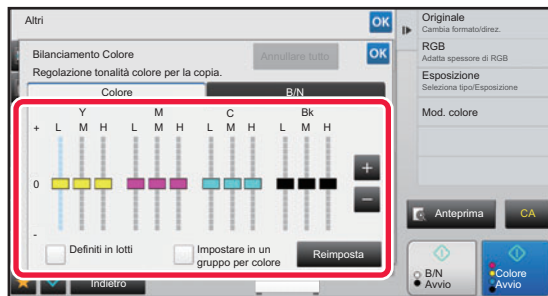 Altri
OK
Bilanciamento Colore
Annullare tutto
OK
Regolazione tonalità colore per la copia.
Colore
B/N
Y M C Bk
+ L M H L M H L M H L M H
+
0
−
-
Definiti in lotti
Impostare in un
gruppo per colore
Reimposta
Indietro
Originale
Cambia formato/direz.
RGB
Adatta spessore di RGB
Esposizione
Seleziona tipo/Esposizione
Mod. colore
Anteprima
CA
B/N
Avvio
Colore
Avvio